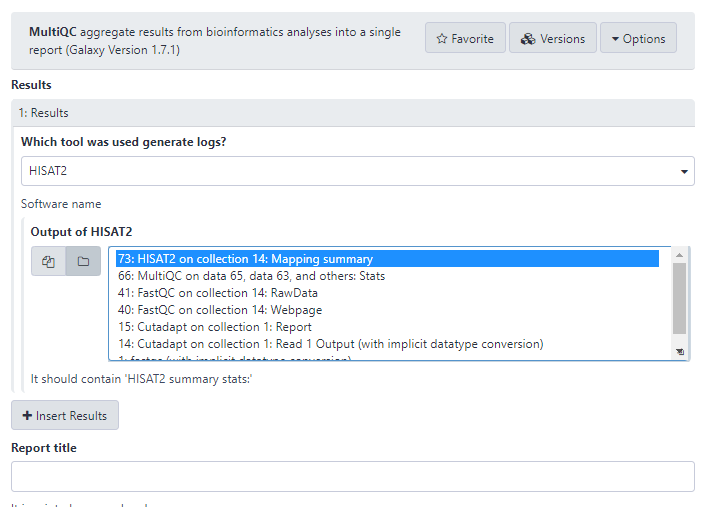 MultiQC aggregate results from bioinformatics analyses into a single
report (Galaxy Version 1.7.1)
Favorite
Versions
Options
Results
1: Results
Which tool was used generate logs?
HISAT2
Software name
Output of HISAT2
73: HISAT2 on collection 14: Mapping summary
66: MultiQC on data 65, data 63, and others: Stats
41: FastQC on collection 14: RawData
40: FastQC on collection 14: Webpage
15: Cutadapt on collection 1: Report
14: Cutadapt on collection 1: Read 1 Output (with implicit datatype conversion)
1: fastqs (with implicit datatype conversion)
It should contain 'HISAT2 summary stats:'
Insert Results
Report title